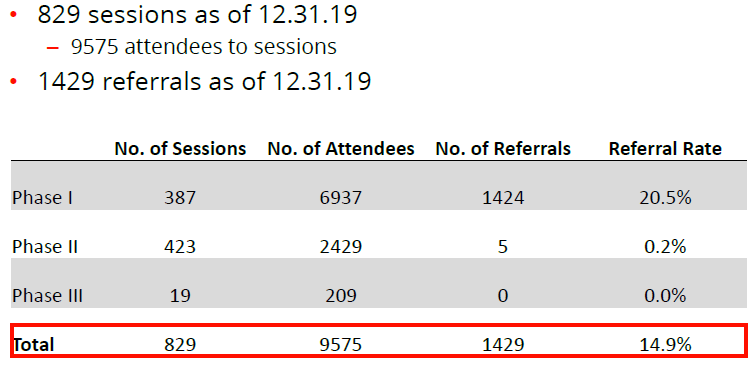 • 829 sessions as of 12.31.19
– 9575 attendees to sessions
• 1429 referrals as of 12.31.19
No. of Sessions No. of Attendees No. of Referrals Referral Rate
Phase I 387 6937 1424 20.5%
Phase II 423 2429 5 0.2%
Phase III 19 209 0 0.0%
Total 829 9575 1429 14.9%